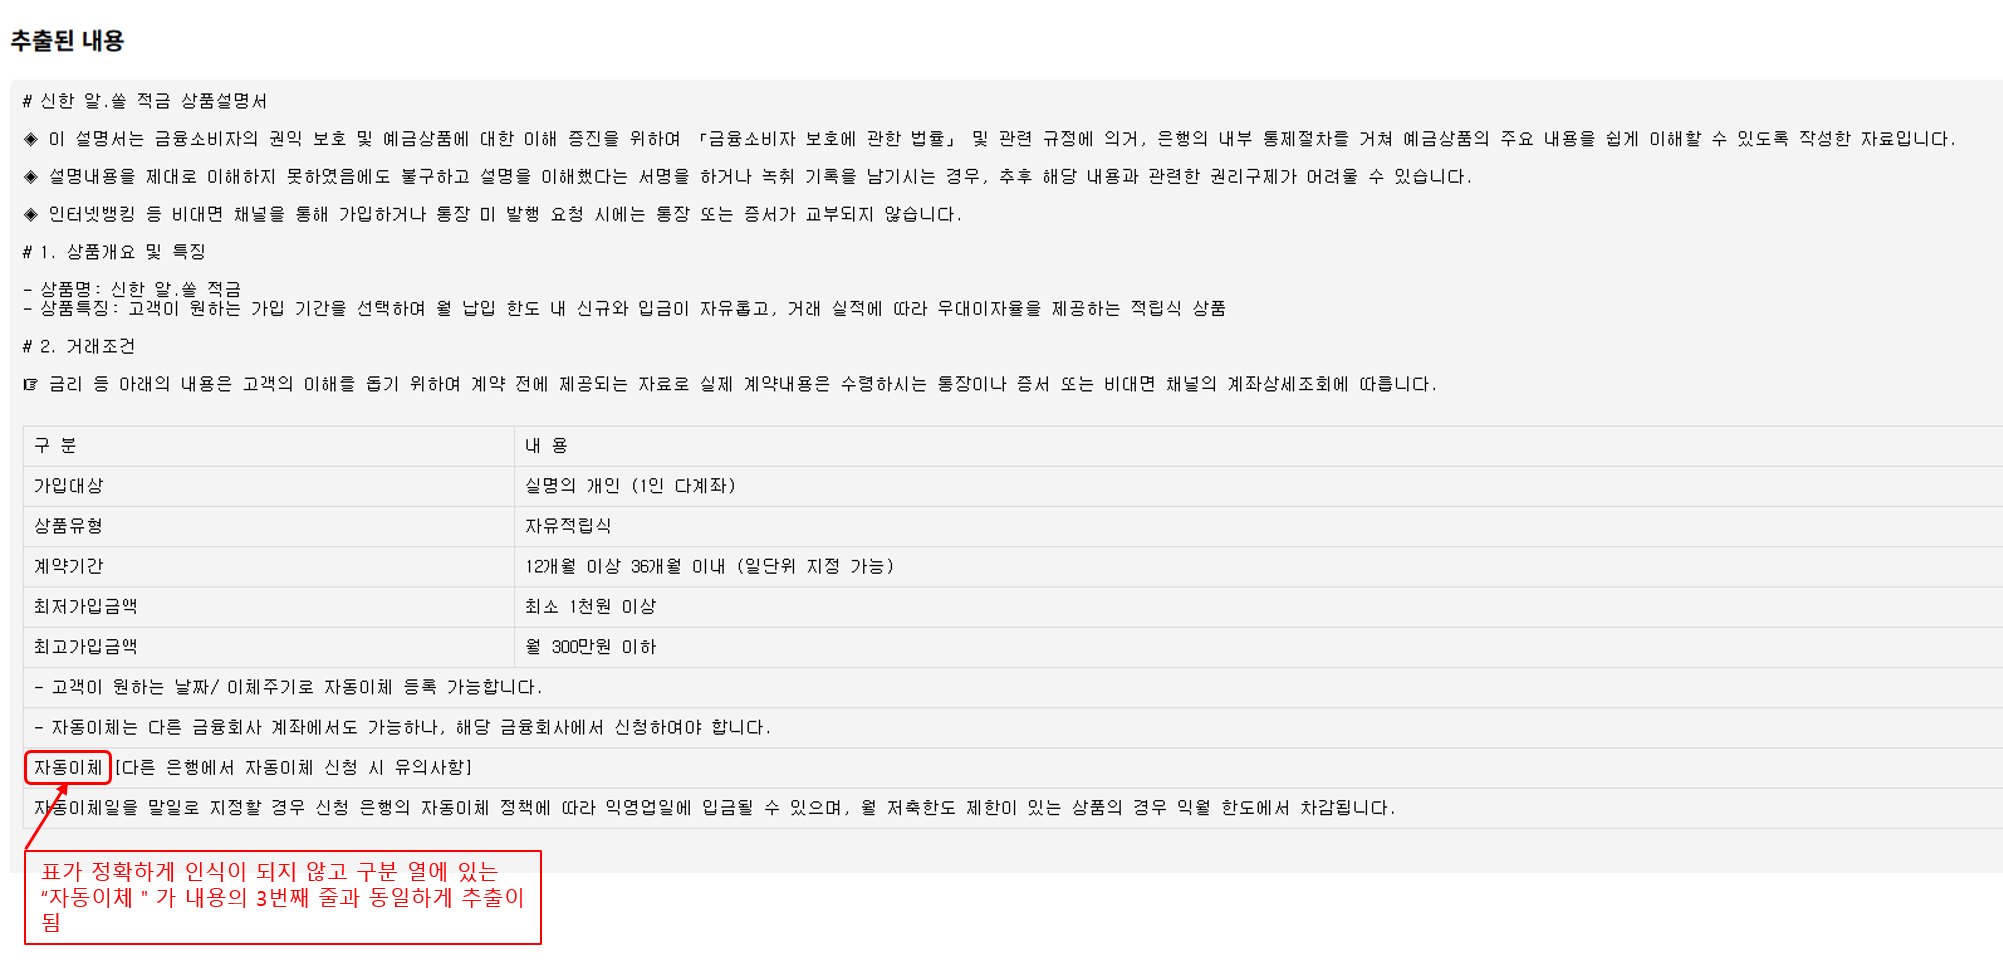 추출된 내용
# 신한 알.쏠 적금 상품설명서
◈ 이 설명서는 금융소비자의 권익 보호 및 예금상품에 대한 이해 증진을 위하여 「금융소비자 보호에 관한 법률」 및 관련 규정에 의거, 은행의 내부 통제절차를 거쳐 예금상품의 주요 내용을 쉽게 이해할 수 있도록 작성한 자료입니다.
◈ 설명내용을 제대로 이해하지 못하였음에도 불구하고 설명을 이해했다는 서명을 하거나 녹취 기록을 남기시는 경우, 추후 해당 내용과 관련한 권리구제가 어려울 수 있습니다.
◈ 인터넷뱅킹 등 비대면 채널을 통해 가입하거나 통장 미 발행 요청 시에는 통장 또는 증서가 교부되지 않습니다.
# 1. 상품개요 및 특징
- 상품명: 신한 알.쏠 적금
- 상품특징: 고객이 원하는 가입 기간을 선택하여 월 납입 한도 내 신규와 입금이 자유롭고, 거래 실적에 따라 우대이자율을 제공하는 적립식 상품
# 2. 거래조건
☞ 금리 등 아래의 내용은 고객의 이해를 돕기 위하여 계약 전에 제공되는 자료로 실제 계약내용은 수령하시는 통장이나 증서 또는 비대면 채널의 계좌상세조회에 따릅니다.
구 분 내 용
가입대상 실명의 개인 (1인 다계좌)
상품유형 자유적립식
계약기간 12개월 이상 36개월 이내 (일단위 지정 가능)
최저가입금액 최소 1천원 이상
최고가입금액 월 300만원 이하
- 고객이 원하는 날짜/ 이체주기로 자동이체 등록 가능합니다.
- 자동이체는 다른 금융회사 계좌에서도 가능하나, 해당 금융회사에서 신청하여야 합니다.
자동이체 [다른 은행에서 자동이체 신청 시 유의사항]
자동이체일을 말일로 지정할 경우 신청 은행의 자동이체 정책에 따라 익영업일에 입금될 수 있으며, 월 저축한도 제한이 있는 상품의 경우 익월 한도에서 차감됩니다.
표가 정확하게 인식이 되지 않고 구분 열에 있는
“자동이체 " 가 내용의 3번째 줄과 동일하게 추출이
됨